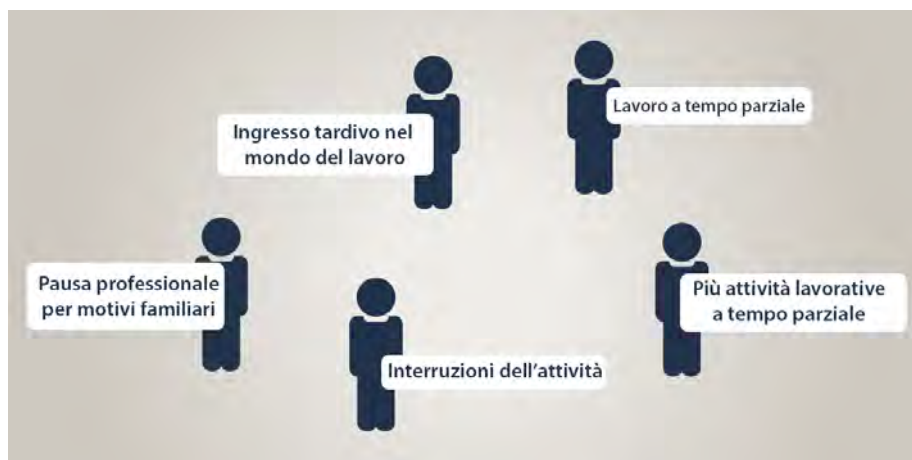 Lavoro a tempo parziale
Ingresso tardivo nel
mondo del lavoro
Pausa professionale
per motivi familiari
Più attività lavorative
a tempo parziale
Interruzioni dell'attività